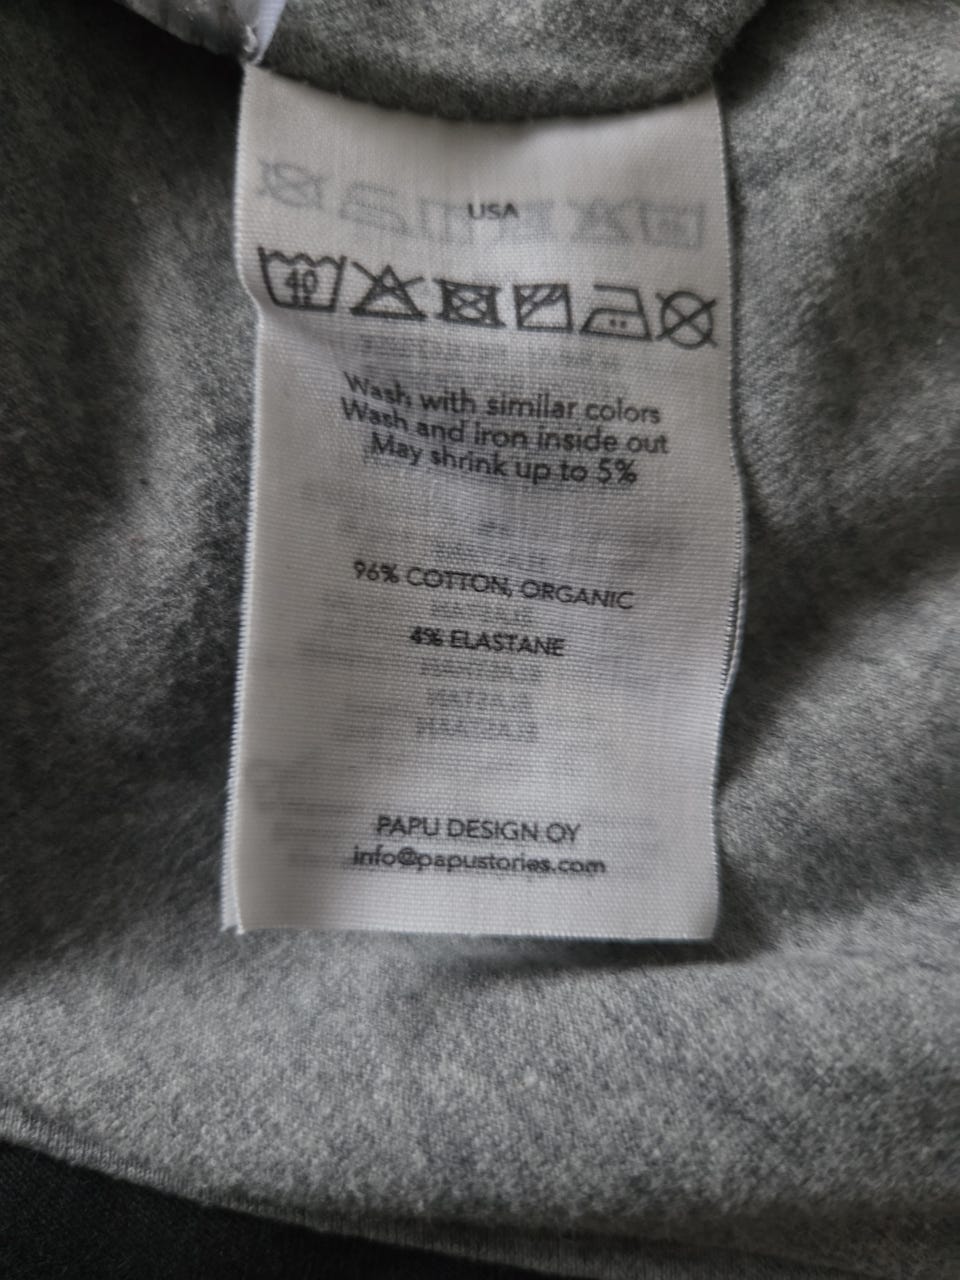 USA
40
Wash with similar colors
Wash and iron inside out
May shrink up to 5%
96% COTTON, ORGANIC
4% ELASTANE
PAPU DESIGN OY
info@papustories.com